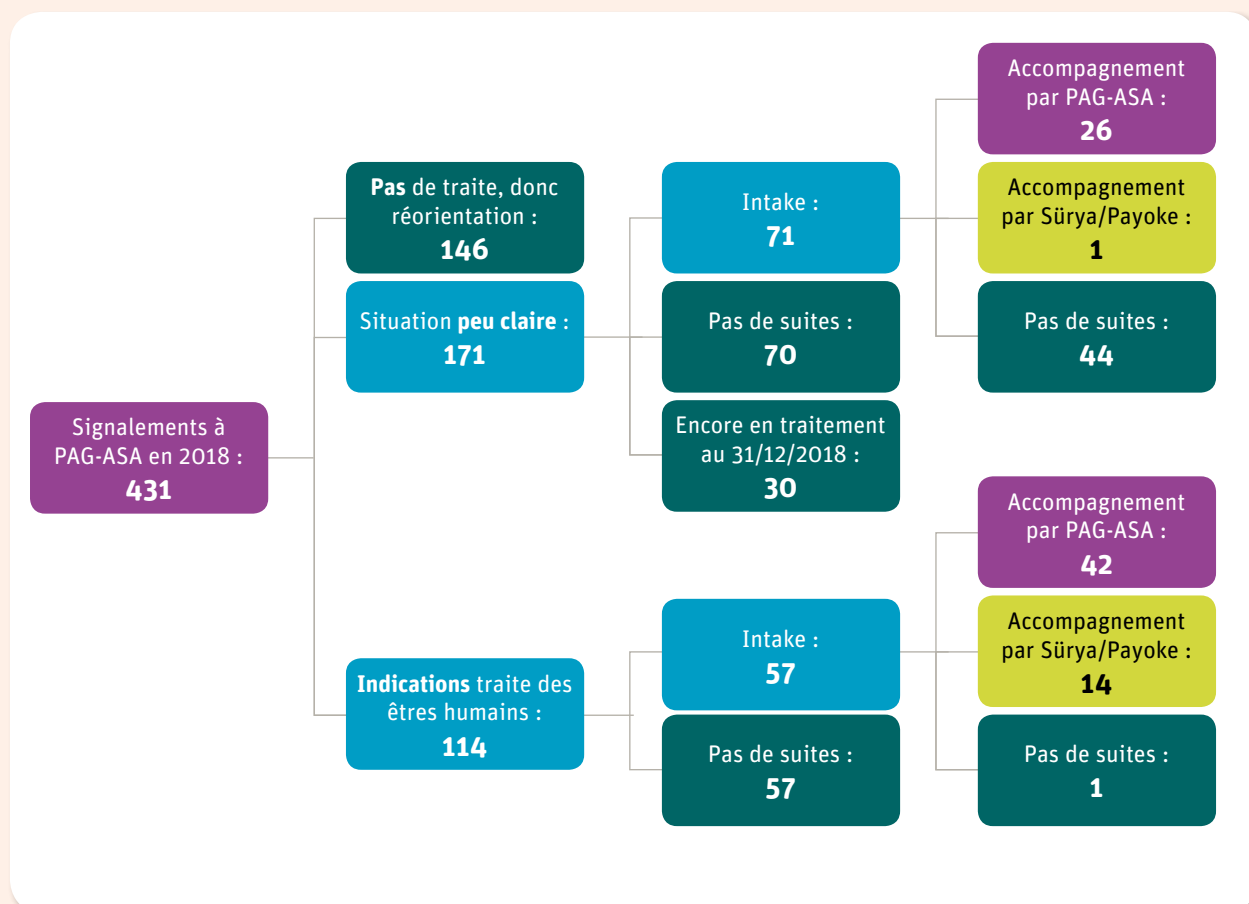 Signalements à
PAG-ASA en 2018 :
431
Pas de traite, donc
réorientation :
146
Situation peu claire :
171
Indications traite des
êtres humains :
114
Intake :
71
Pas de suites :
70
Encore en traitement
au 31/12/2018 :
30
Intake :
57
Pas de suites :
57
Accompagnement
par PAG-ASA :
26
Accompagnement
par Sürya/Payoke :
1
Pas de suites :
44
Accompagnement
par PAG-ASA :
42
Accompagnement
par Sürya/Payoke :
14
Pas de suites :
1